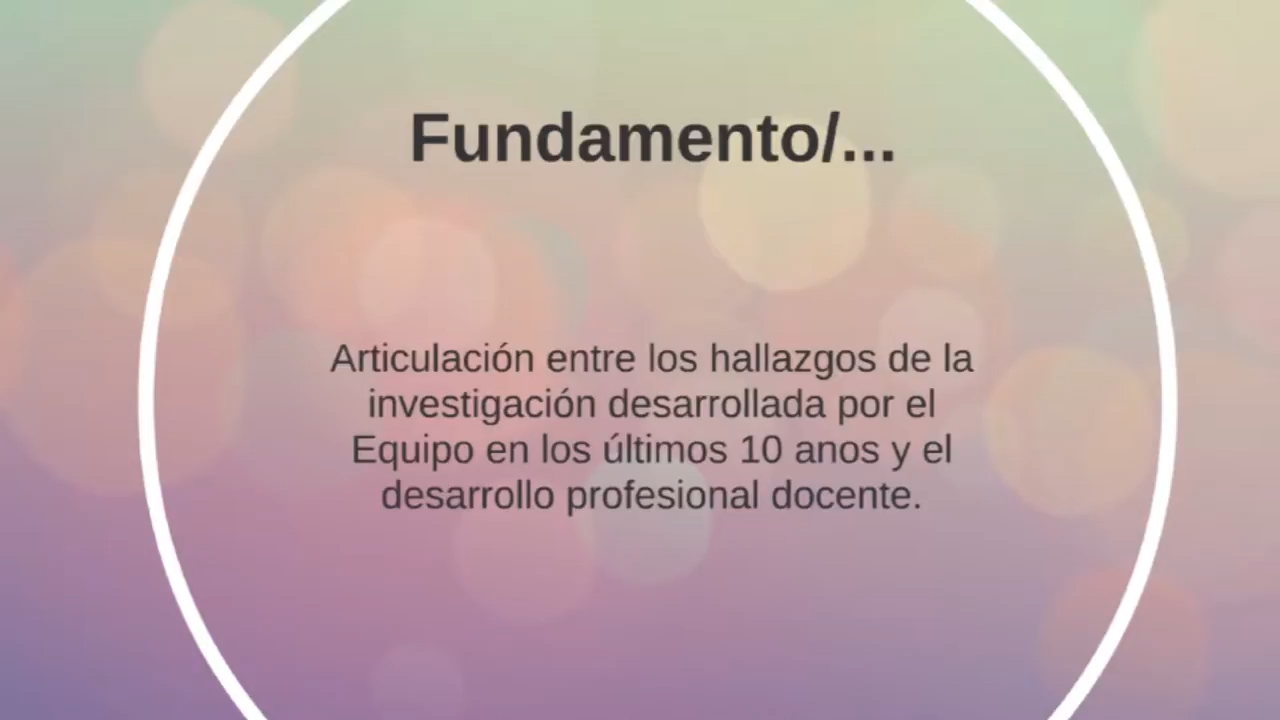 Fundamento/...
Articulación entre los hallazgos de la
investigación desarrollada por el
Equipo en los últimos 10 anos y el
desarrollo profesional docente.